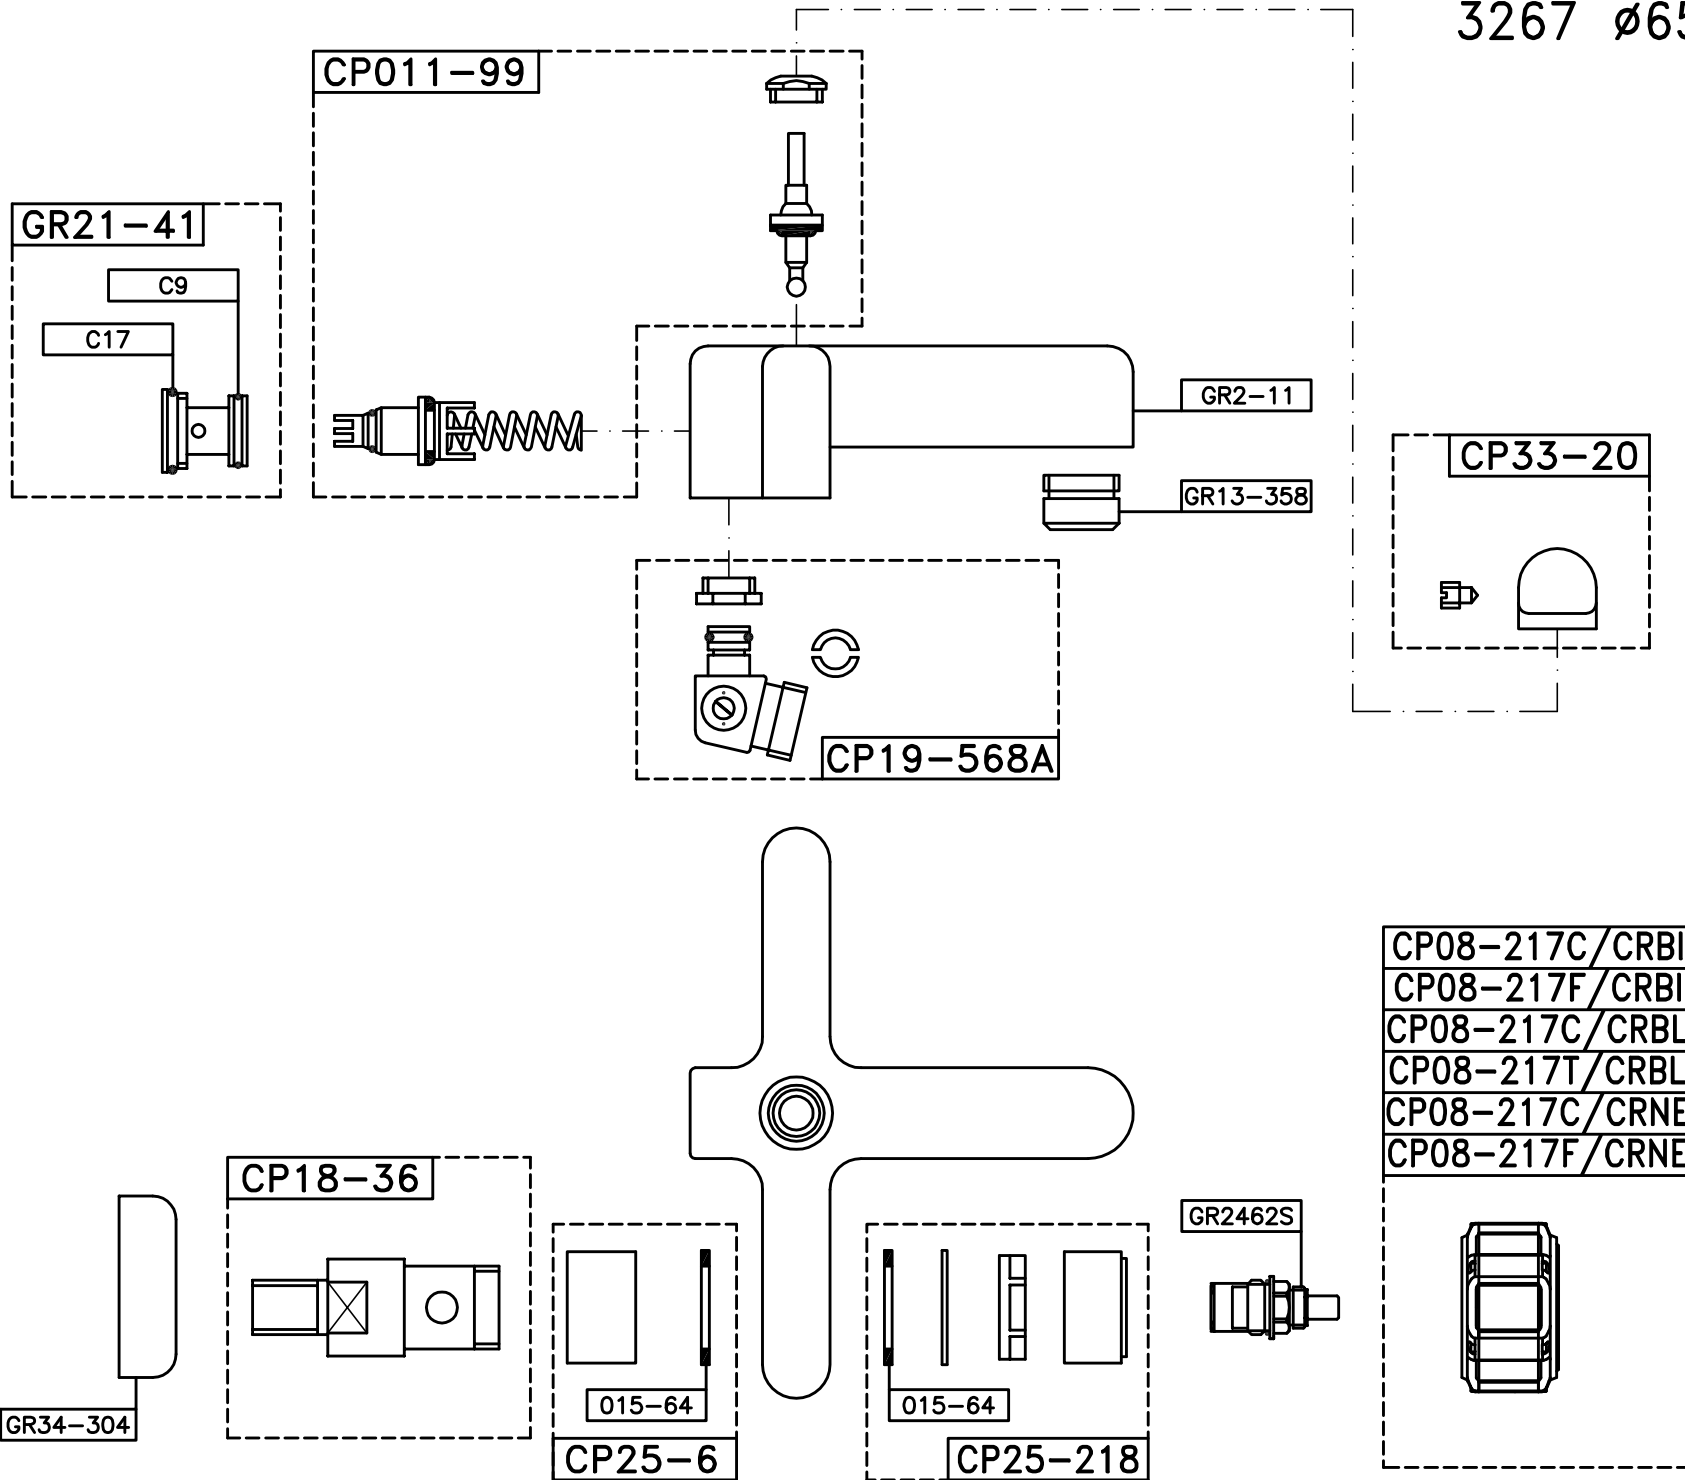 3267 ø65
CP011-99
GR21-41
C9
C17
GR2-11
CP33-20
GR13-358
CP19-568A
CP08-217C/CRBI
CP08-217F/CRBI
CP08-217C/CRBL
CP08-217T/CRBL
CP08-217C/CRNE
CP08-217F/CRNE
CP18-36
GR2462S
015-64
015-64
GR34-304
CP25-6
CP25-218